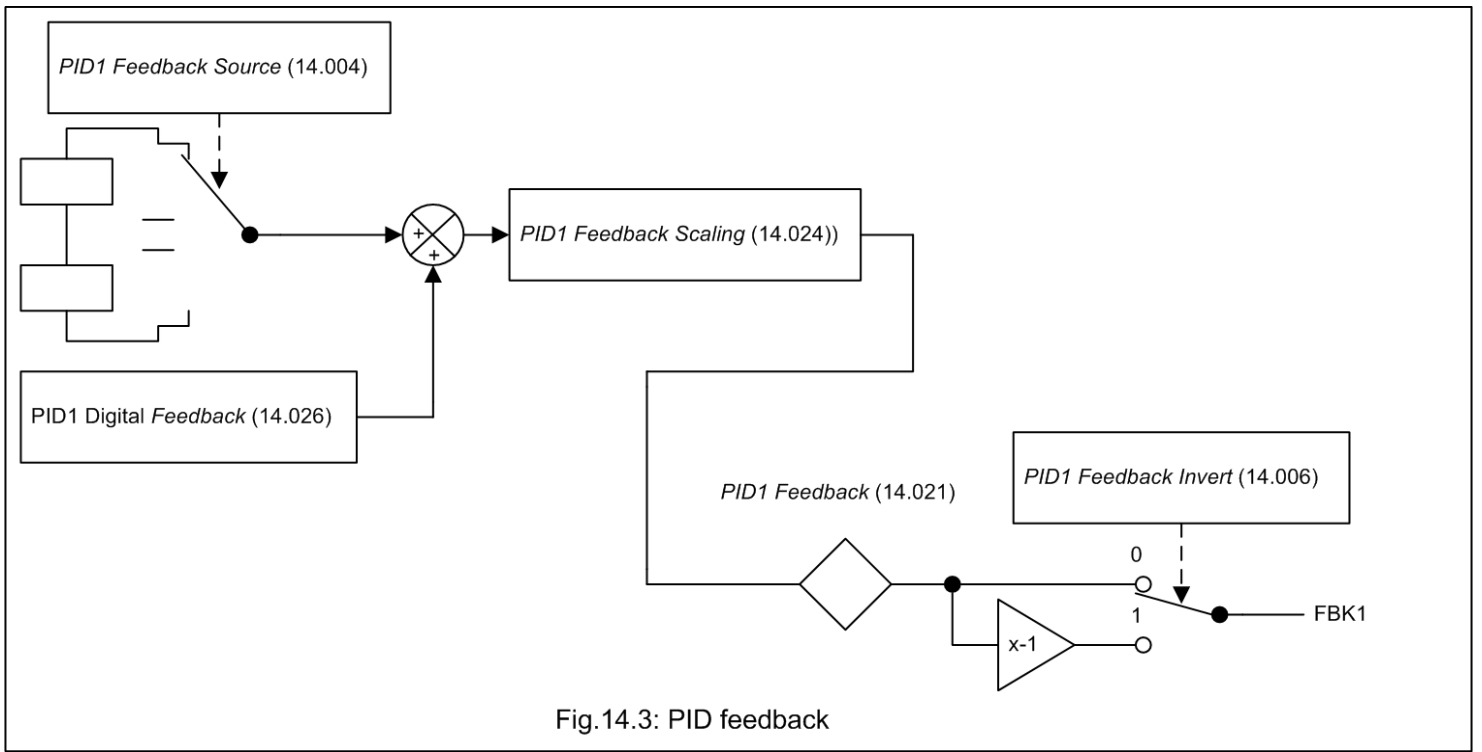 PID1 Feedback Source (14.004)
+
+
PID1 Feedback Scaling (14.024))
PID1 Digital Feedback (14.026)
PID1 Feedback (14.021)
PID1 Feedback Invert (14.006)
0
1
x-1
FBK1
Fig.14.3: PID feedback